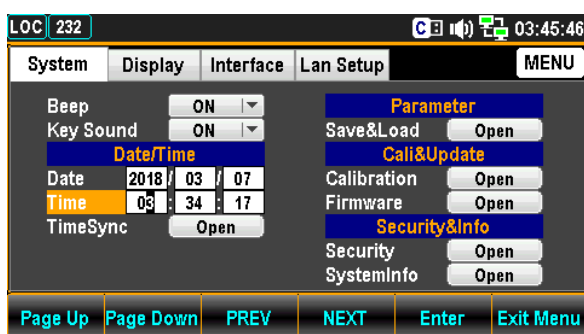 LOC 232 C 03:45:46
System Display Interface Lan Setup MENU
Beep ON
Key Sound ON
Date/Time
Date 2018 / 03 / 07
Time 03 : 34 : 17
TimeSync Open
Parameter
Save&Load Open
Cali&Update
Calibration Open
Firmware Open
Security&Info
Security Open
SystemInfo Open
Page Up Page Down PREV NEXT Enter Exit Menu